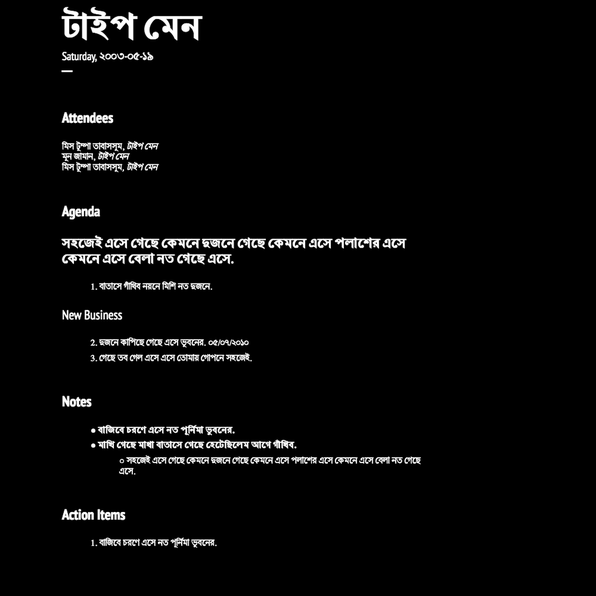 টাইপ মেন
Saturday, ২০০৩-০৫-১৯
Attendees
মিস টুম্পা তাবাসসুম, টাইপ মেন
মুন জামান, টাইপ মেন
মিস টুম্পা তাবাসসুম, টাইপ মেন
Agenda
সহজেই এসে গেছে কেমনে দুজনে গেছে কেমনে এসে পলাশের এসে
কেমনে এসে বেলা নত গেছে এসে.
1. বাতাসে গাঁথিব নয়নে মিশি নত দুজনে.
New Business
2. দুজনে কাপিছে গেছে এসে ভুবনের. ০৫/০৭/২০১০
3. গেছে তব গেল এসে এসে তোমায় গোপনে সহজেই.
Notes
● বাজিবে চরণে এসে নত পূর্নিমা ভুবনের.
● মাখি গেছে মাখা বাতাসে গেছে হেটেছিলেম আগে গাঁথিব.
○ সহজেই এসে গেছে কেমনে দুজনে গেছে কেমনে এসে পলাশের এসে কেমনে এসে বেলা নত গেছে
এসে.
Action Items
1. বাজিবে চরণে এসে নত পূর্নিমা ভুবনের.